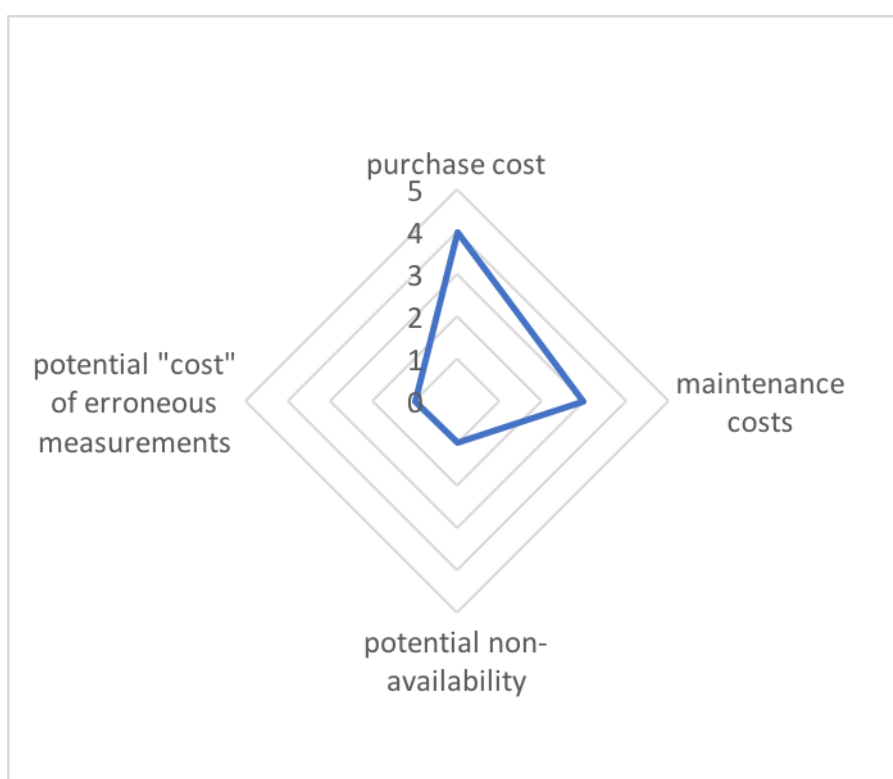 purchase cost
5
4
3
2
1
0
potential "cost"
of erroneous
measurements
maintenance
costs
potential non-
availability